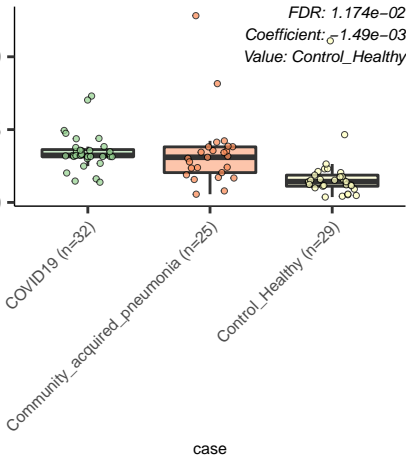 FDR: 1.174e−02
Coefficient: −1.49e−03
Value: Control_Healthy
COVID19 (n=32)
Community_acquired_pneumonia (n=25)
Control_Healthy (n=29)
case